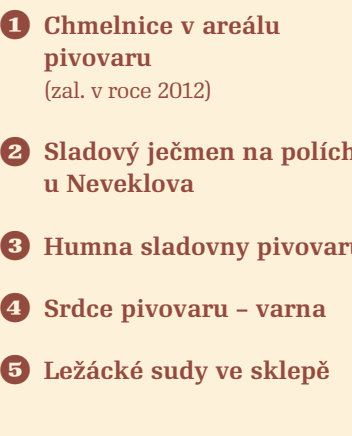 1 Chmelnice v areálu
pivovaru
(zal. v roce 2012)
2 Sladový ječmen na polích
u Neveklova
3 Humna sladovny pivovaru
4 Srdce pivovaru – varna
5 Ležácké sudy ve sklepě